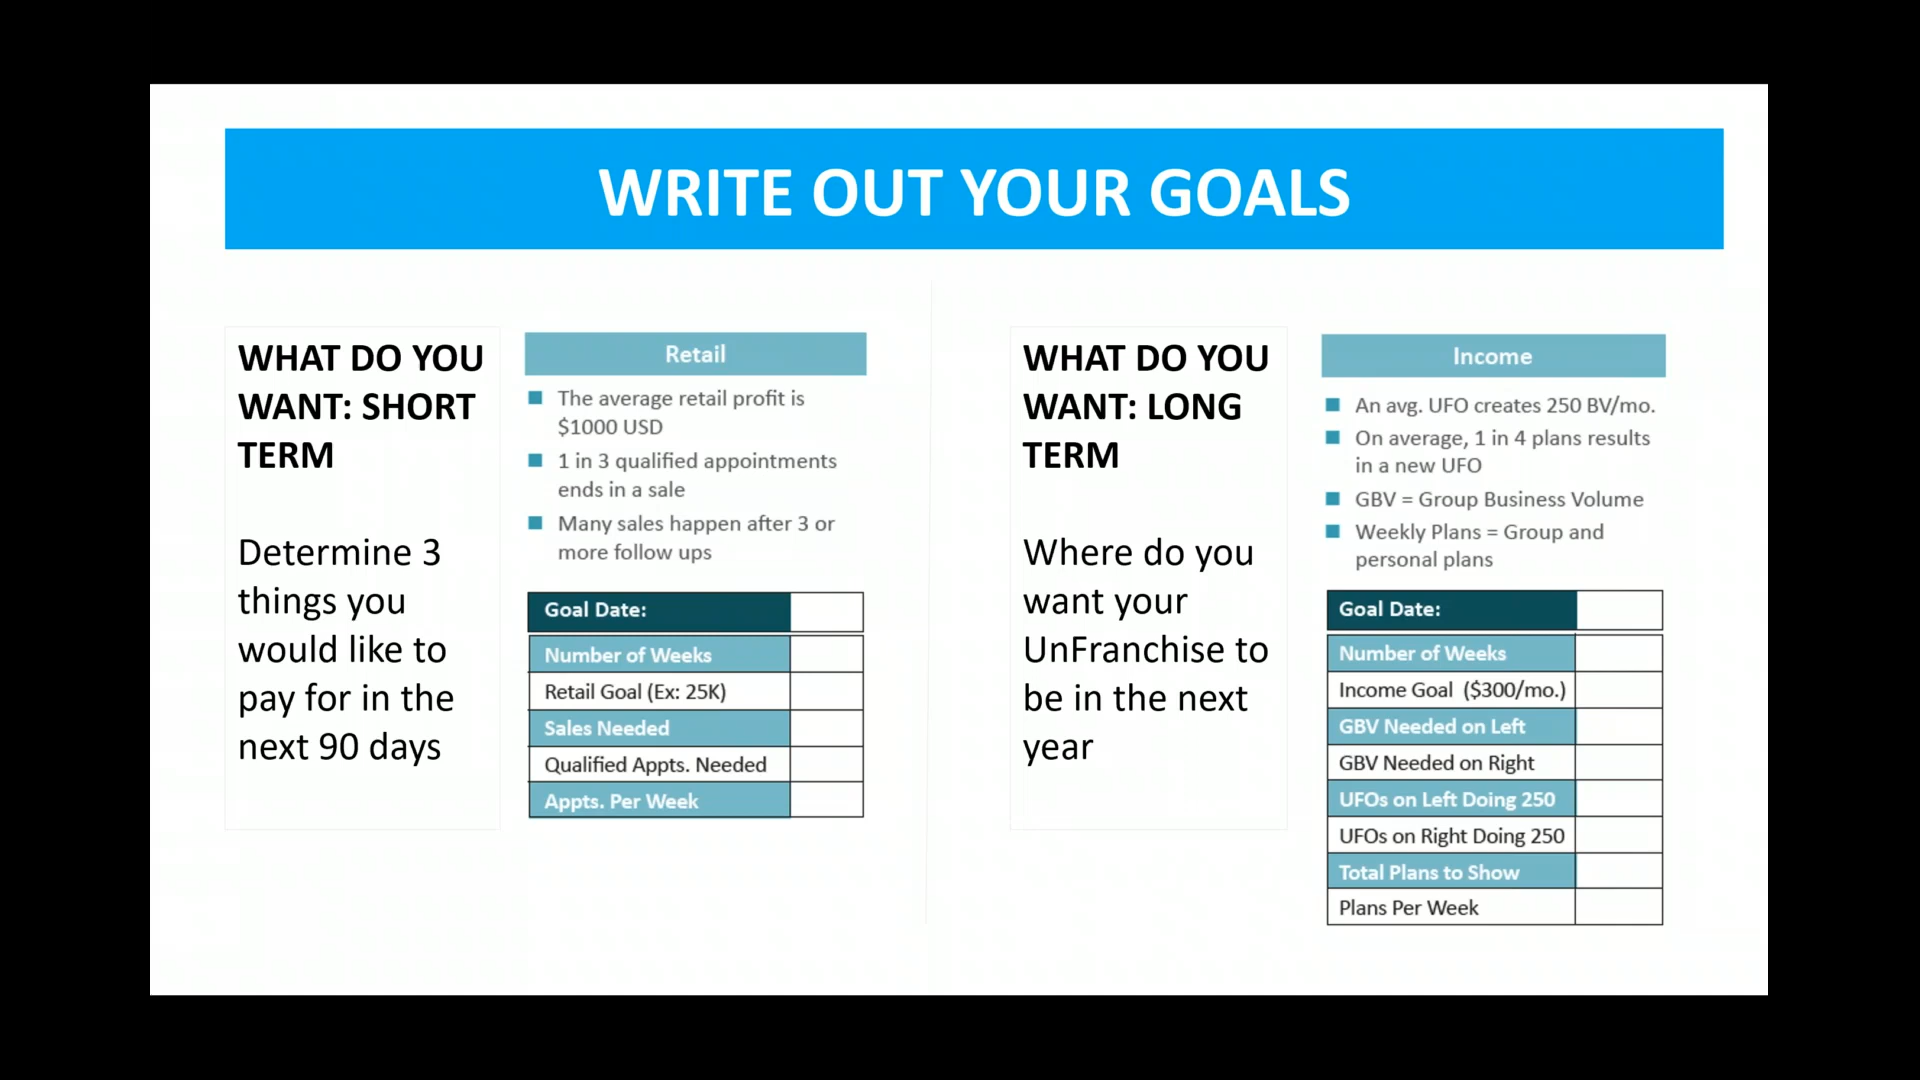 WRITE OUT YOUR GOALS
WHAT DO YOU
WANT: SHORT
TERM
Determine 3
things you
would like to
pay for in the
next 90 days
Retail
The average retail profit is
$1000 USD
1 in 3 qualified appointments
ends in a sale
Many sales happen after 3 or
more follow ups
Goal Date:
Number of Weeks
Retail Goal (Ex: 25K)
Sales Needed
Qualified Appts. Needed
Appts. Per Week
WHAT DO YOU
WANT: LONG
TERM
Where do you
want your
UnFranchise to
be in the next
year
Income
An avg. UFO creates 250 BV/mo.
On average, 1 in 4 plans results
in a new UFO
GBV = Group Business Volume
Weekly Plans = Group and
personal plans
Goal Date:
Number of Weeks
Income Goal ($300/mo.)
GBV Needed on Left
GBV Needed on Right
UFOs on Left Doing 250
UFOs on Right Doing 250
Total Plans to Show
Plans Per Week